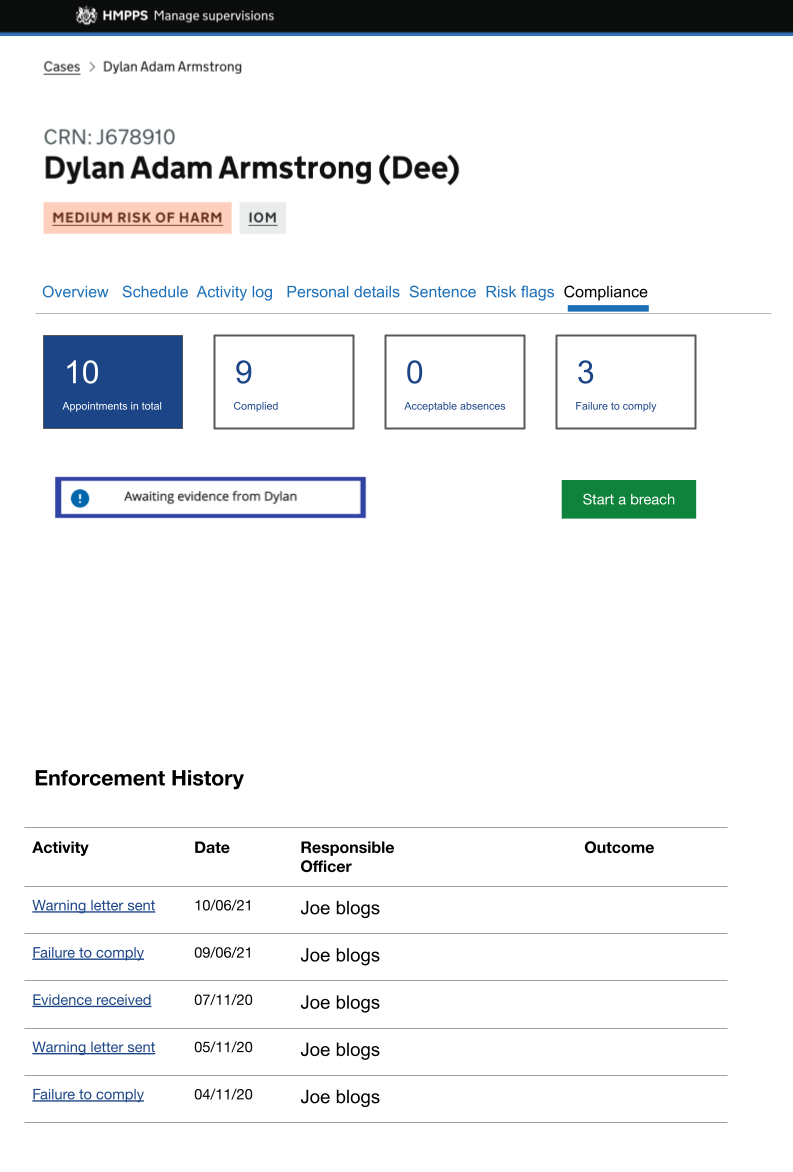 HMPPS Manage supervisions
Cases > Dylan Adam Armstrong
CRN: J678910
Dylan Adam Armstrong (Dee)
MEDIUM RISK OF HARM IOM
Overview Schedule Activity log Personal details Sentence Risk flags Compliance
10 9 0 3
Appointments in total Complied Acceptable absences Failure to comply
! Awaiting evidence from Dylan Start a breach
Enforcement History
Activity Date Responsible Outcome
Officer
Warning letter sent 10/06/21 Joe blogs
Failure to comply 09/06/21 Joe blogs
Evidence received 07/11/20 Joe blogs
Warning letter sent 05/11/20 Joe blogs
Failure to comply 04/11/20 Joe blogs